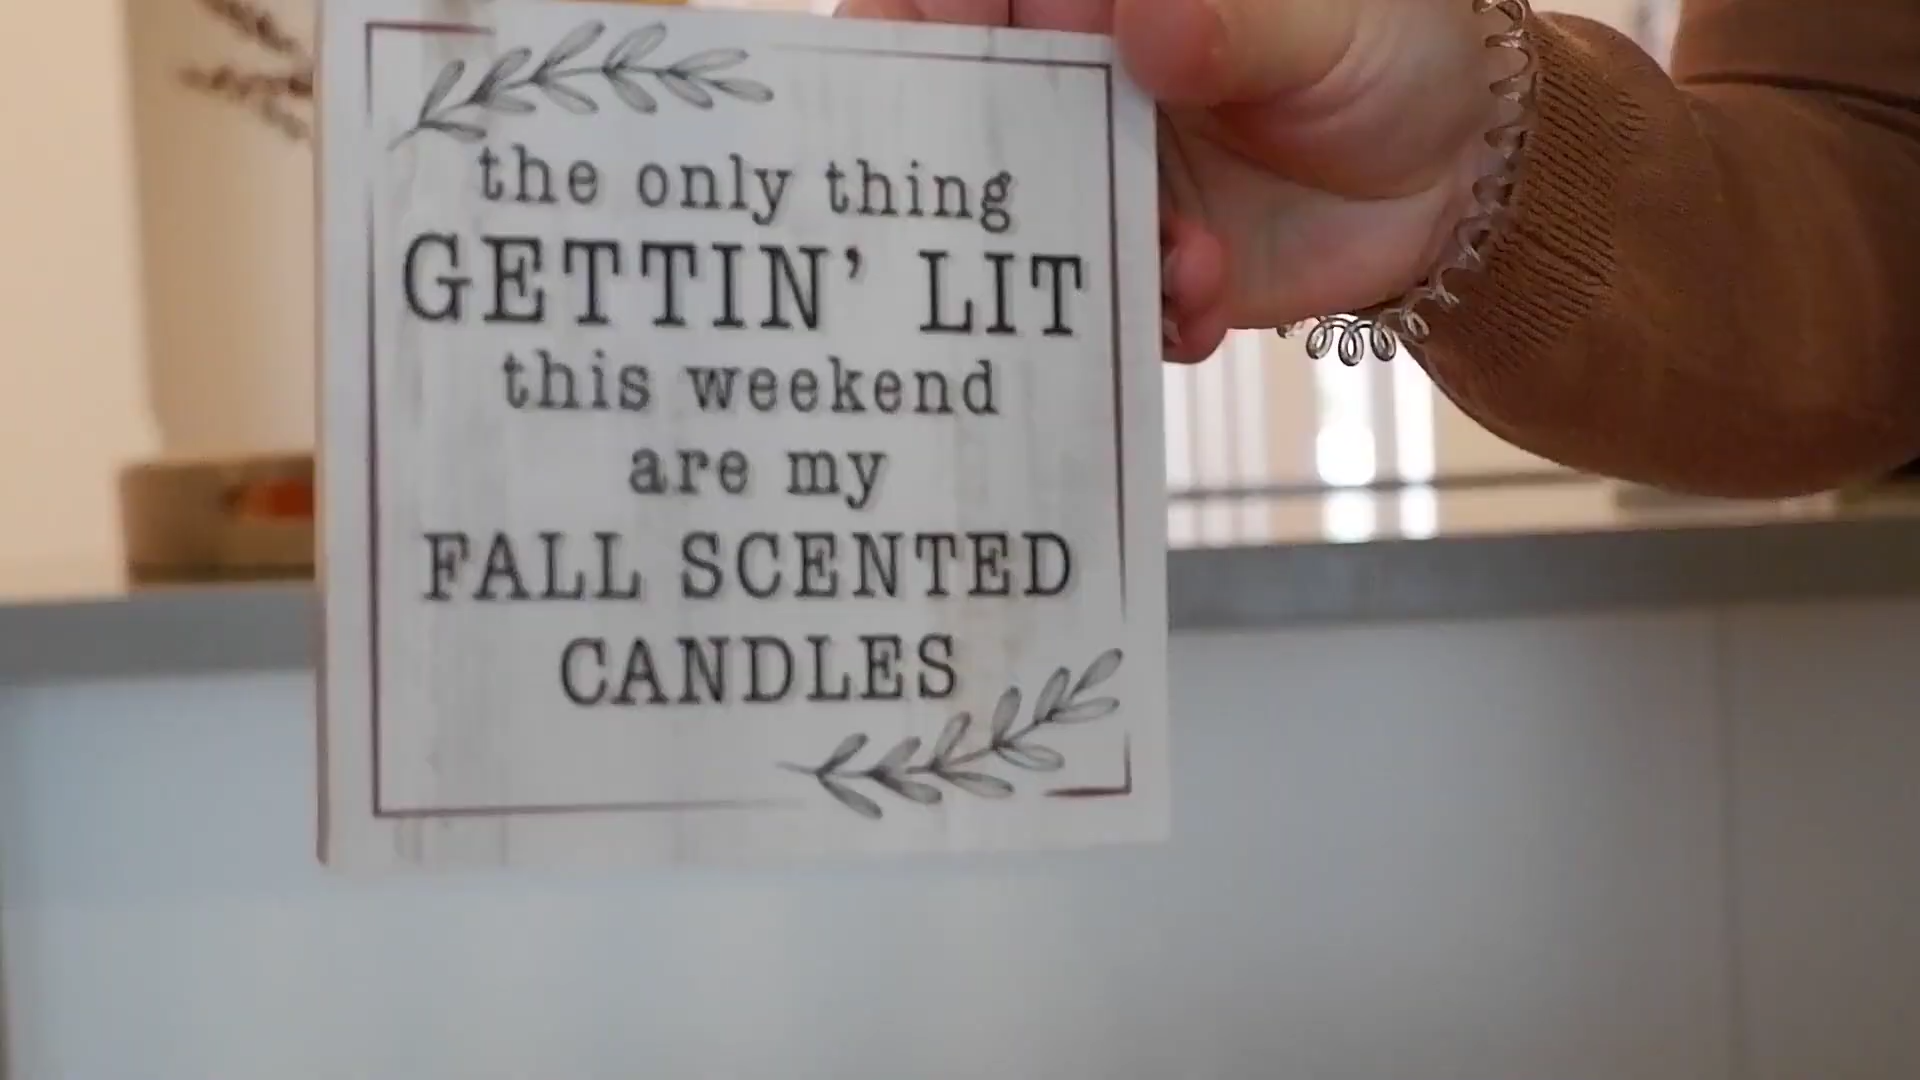 the only thing
GETTIN' LIT
this weekend
are my
FALL SCENTED
CANDLES